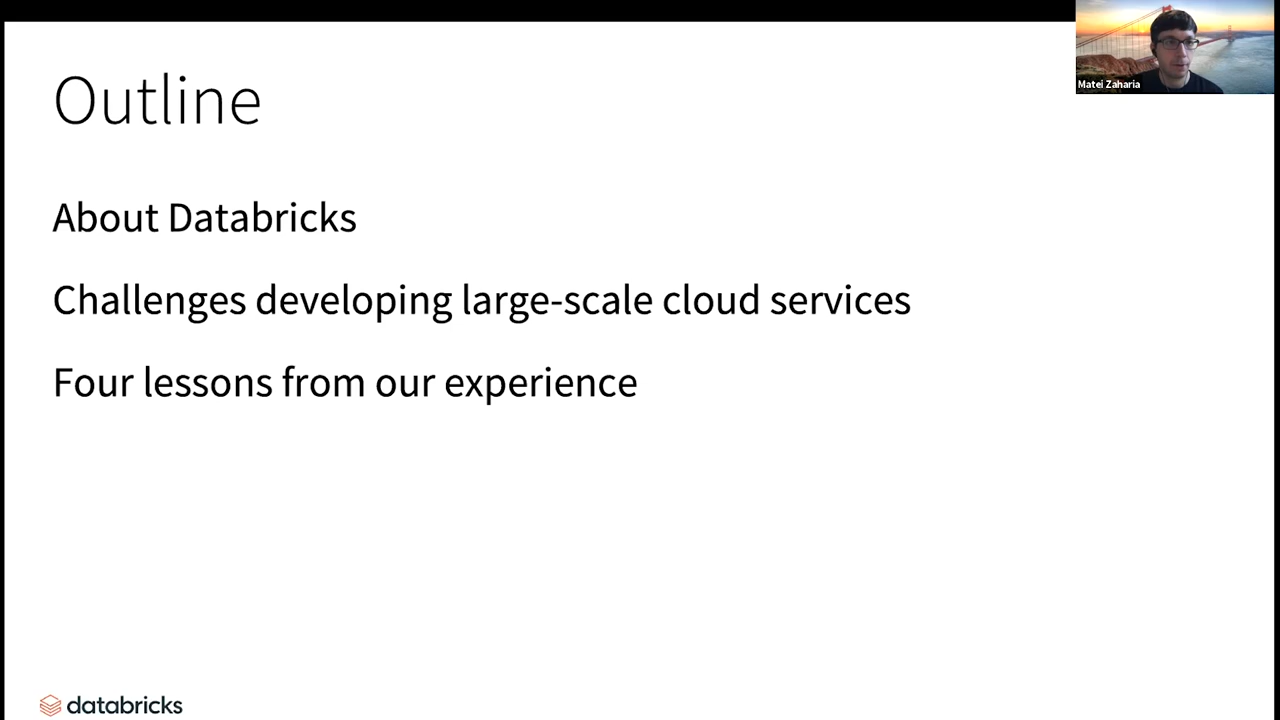 Outline
Matei Zaharia
About Databricks
Challenges developing large-scale cloud services
Four lessons from our experience
databricks